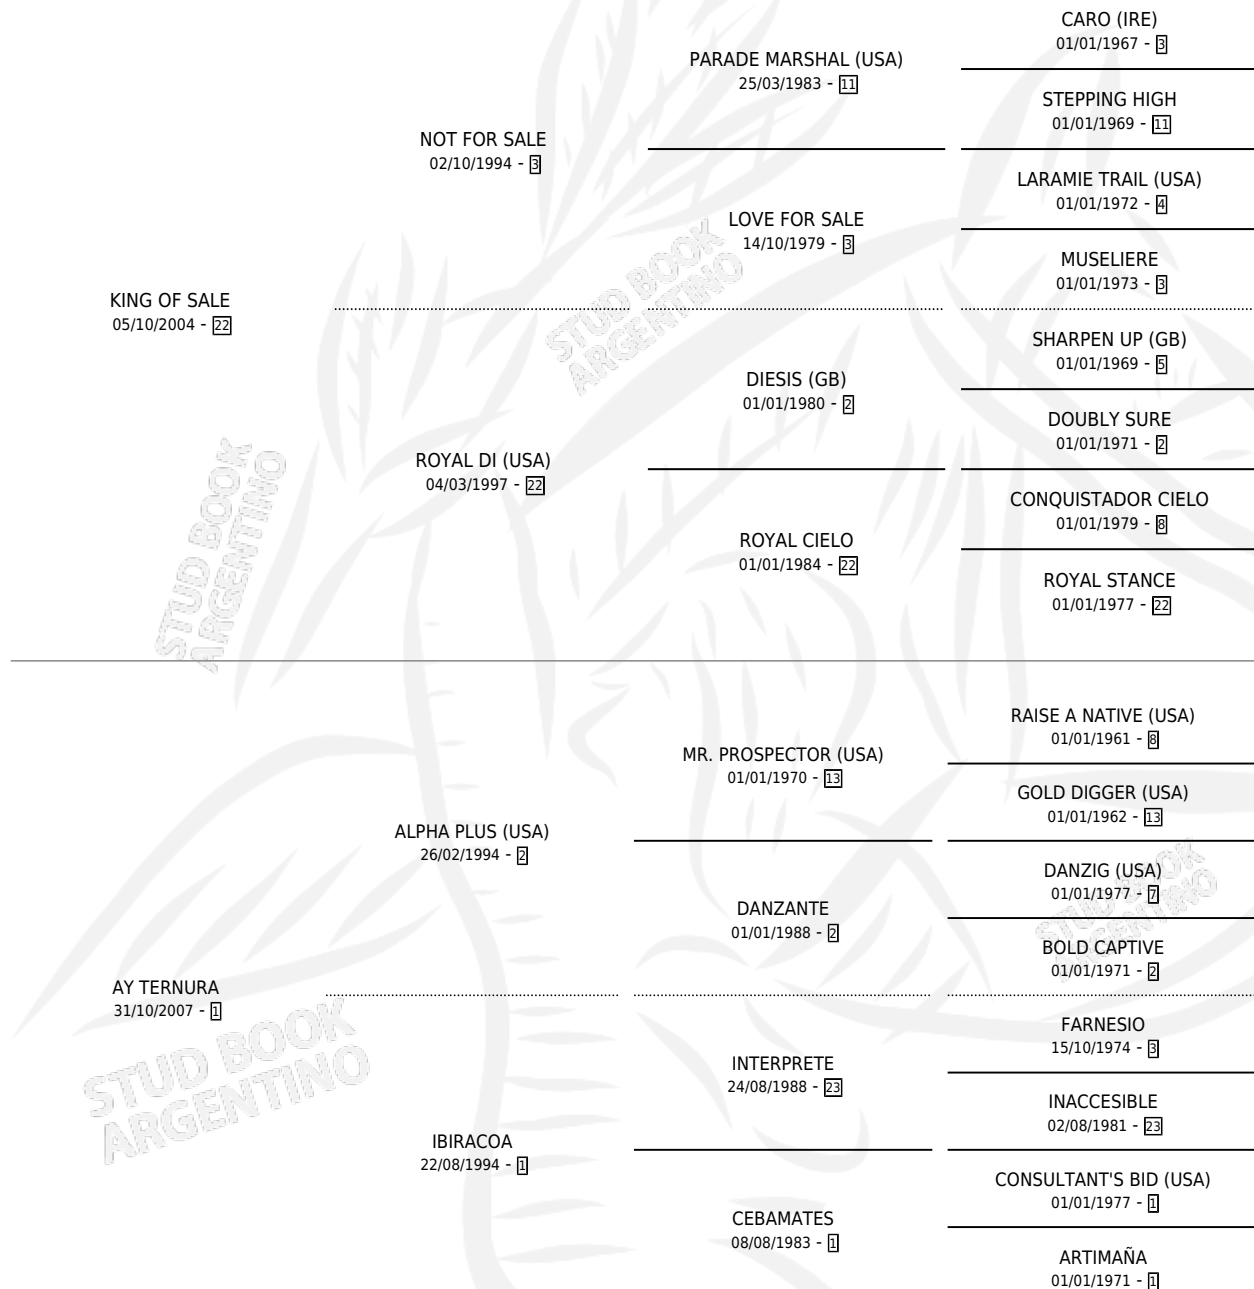 CARO (IRE)
01/01/1967 - 3
PARADE MARSHAL (USA)
25/03/1983 - 11
STEPPING HIGH
01/01/1969 - 11
NOT FOR SALE
02/10/1994 - 3
LARAMIE TRAIL (USA)
01/01/1972 - 4
LOVE FOR SALE
14/10/1979 - 3
MUSELIERE
01/01/1973 - 3
KING OF SALE
05/10/2004 - 22
STUD BOOK
ARGENTINO
SHARPEN UP (GB)
01/01/1969 - 5
DIESIS (GB)
01/01/1980 - 2
DOUBLY SURE
01/01/1971 - 2
ROYAL DI (USA)
04/03/1997 - 22
CONQUISTADOR CIELO
01/01/1979 - 8
ROYAL CIELO
01/01/1984 - 22
ROYAL STANCE
01/01/1977 - 22
STUD BOOK
ARGENTINO
RAISE A NATIVE (USA)
01/01/1961 - 8
MR. PROSPECTOR (USA)
01/01/1970 - 13
GOLD DIGGER (USA)
01/01/1962 - 13
ALPHA PLUS (USA)
26/02/1994 - 2
DANZIG (USA)
01/01/1977 - 7
DANZANTE
01/01/1988 - 2
STUD BOOK
ARGENTINO
BOLD CAPTIVE
01/01/1971 - 2
AY TERNURA
31/10/2007 - 1
FARNESIO
15/10/1974 - 3
INTERPRETE
24/08/1988 - 23
STUD BOOK
ARGENTINO
INACCESIBLE
02/08/1981 - 23
IBIRACOA
22/08/1994 - 1
CONSULTANT'S BID (USA)
01/01/1977 - 1
CEBAMATES
08/08/1983 - 1
ARTIMAÑA
01/01/1971 - 1